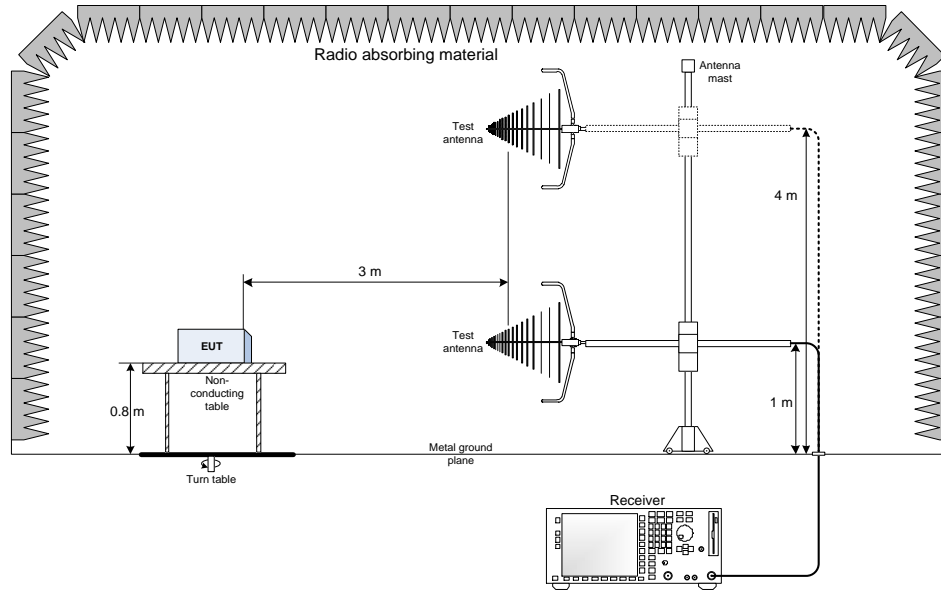 Radio absorbing material
Antenna
mast
Test
antenna
4 m
3 m
Test
antenna
EUT
Non-
conducting
table
0.8 m
1 m
Metal ground
plane
Turn table
Receiver